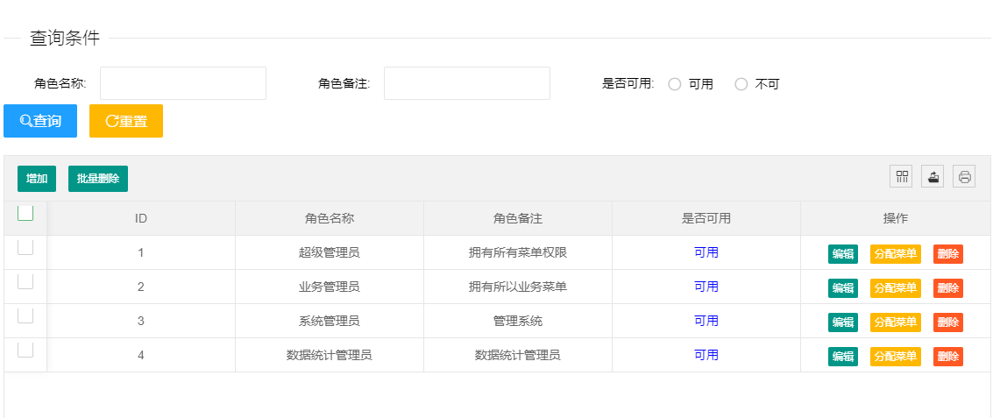 查询条件
角色名称: 角色备注: 是否可用: 可用 不可
查询 重置
增加 批量删除
ID 角色名称 角色备注 是否可用 操作
1 超级管理员 拥有所有菜单权限 可用 编辑 分配菜单 删除
2 业务管理员 拥有所以业务菜单 可用 编辑 分配菜单 删除
3 系统管理员 管理系统 可用 编辑 分配菜单 删除
4 数据统计管理员 数据统计管理员 可用 编辑 分配菜单 删除